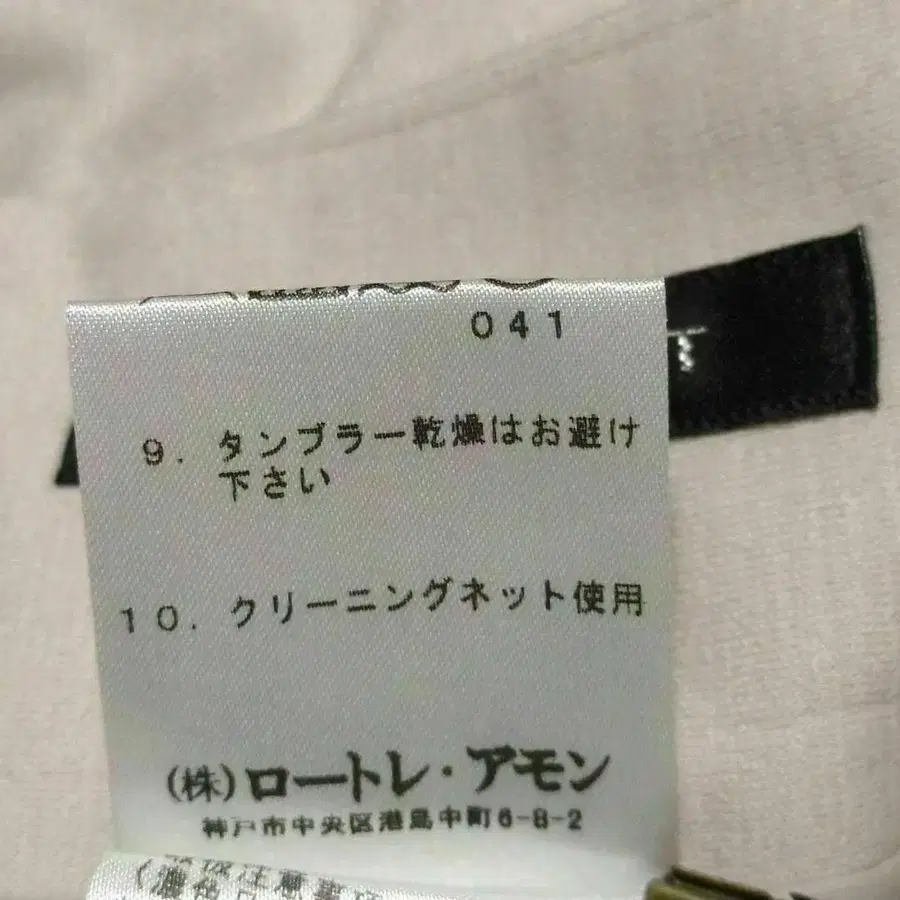 041
9. タンブラー乾燥はお避け
下さい
10. クリーニングネット使用
(株)ロートレ・アモン
神戸市中央区港島中町6-8-2